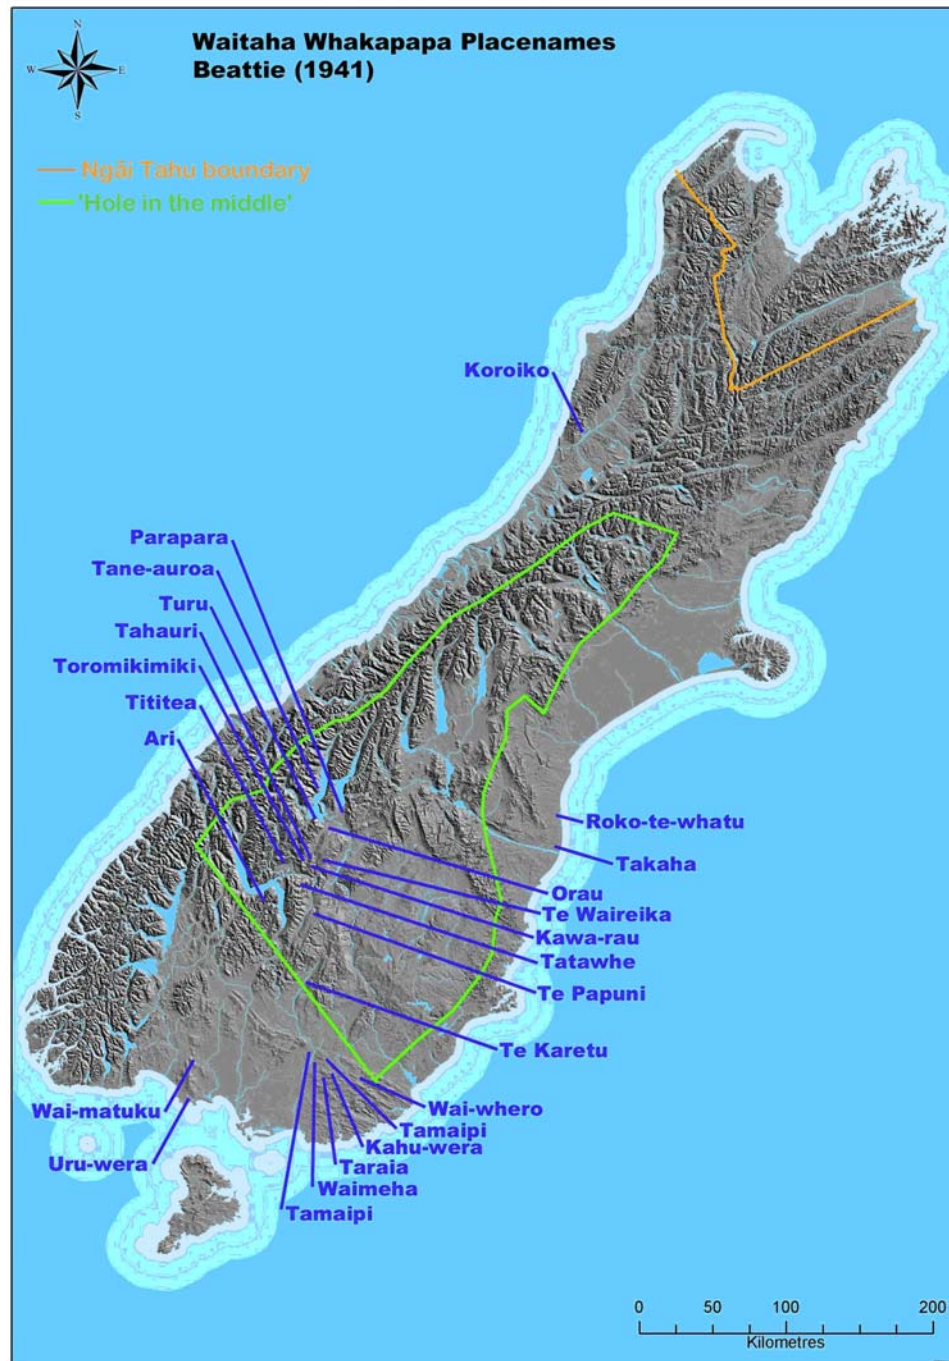 N
W
E
S
Waitaha Whakapapa Placenames
Beattie (1941)
Ngāi Tahu boundary
'Hole in the middle'
Koroiko
Parapara
Tane-auroa
Turu
Tahauri
Toromikimiki
Tititea
Ari
Roko-te-whatu
Takaha
Orau
Te Waireika
Kawa-rau
Tatawhe
Te Papuni
Te Karetu
Wai-whero
Wai-matuku
Tamaipi
Kahu-wera
Uru-wera
Taraia
Waimeha
Tamaipi
0 50 100 200
Kilometres